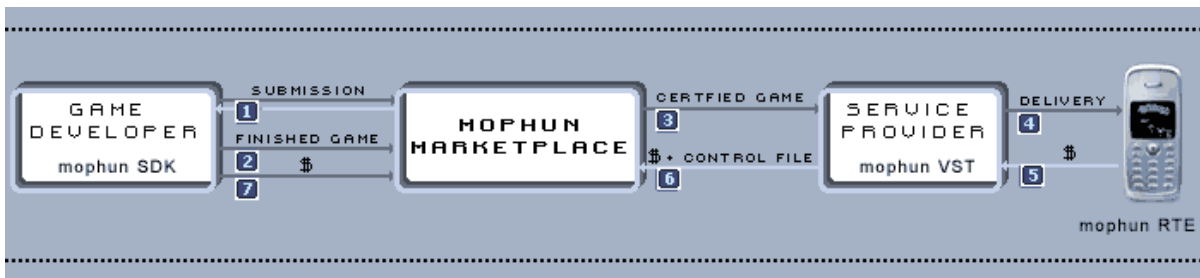 SUBMISSION
1
GAME
DEVELOPER
mophun SDK
FINISHED GAME
2
$
7
MOPHUN
MARKETPLACE
CERTFIED GAME
3
$ + CONTROL FILE
6
SERVICE
PROVIDER
mophun VST
DELIVERY
4
$
5
mophun RTE